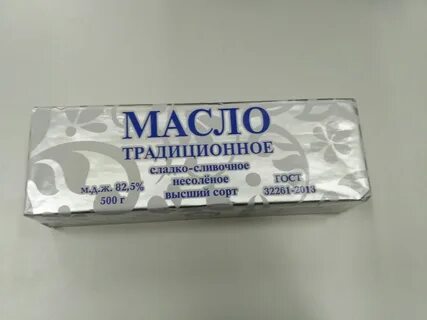 МАСЛО
ТРАДИЦИОННОЕ
сладко-сливочное
несолёное
высший сорт
м.д.ж. 82,5%
500 г
ГОСТ
32261-2013